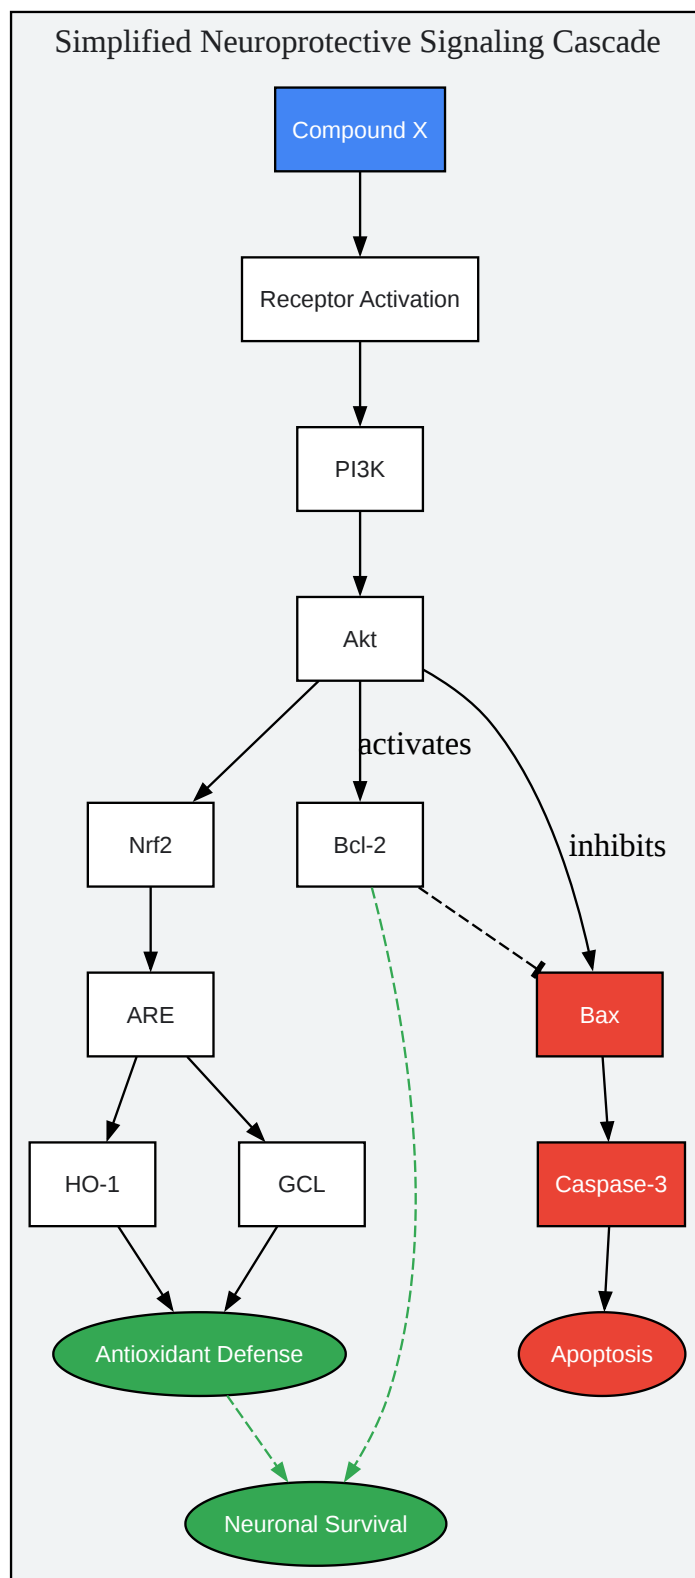 Simplified Neuroprotective Signaling Cascade
Compound X
Receptor Activation
PI3K
Akt
activates
Nrf2
Bcl-2
inhibits
ARE
Bax
HO-1
GCL
Caspase-3
Antioxidant Defense
Apoptosis
Neuronal Survival